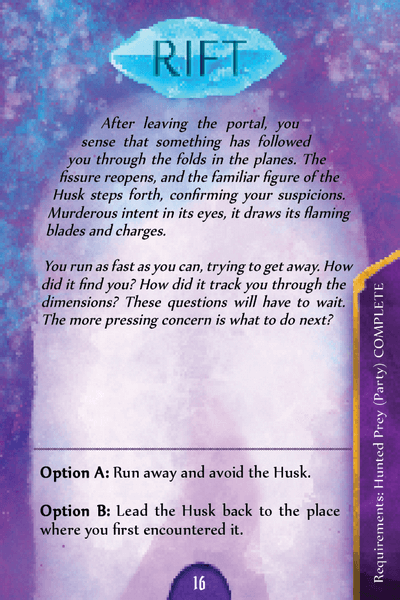 RIFT
After leaving the portal, you
sense that something has followed
you through the folds in the planes. The
fissure reopens, and the familiar figure of the
Husk steps forth, confirming your suspicions.
Murderous intent in its eyes, it draws its flaming
blades and charges.
You run as fast as you can, trying to get away. How
did it find you? How did it track you through the
dimensions? These questions will have to wait.
The more pressing concern is what to do next?
Option A: Run away and avoid the Husk.
Option B: Lead the Husk back to the place
where you first encountered it.
Requirements: Hunted Prey (Party) COMPLETE
16